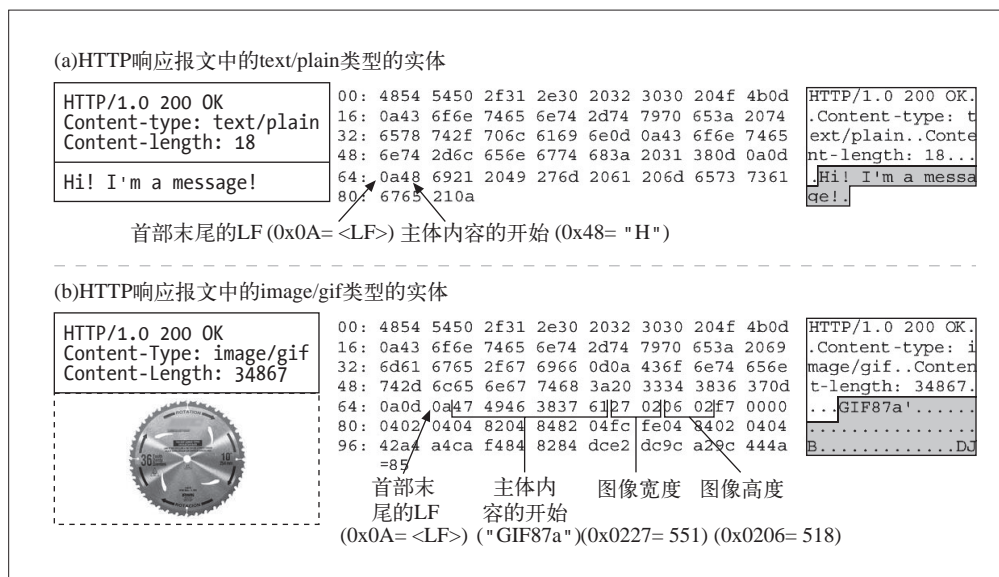 (a)HTTP响应报文中的text/plain类型的实体
HTTP/1.0 200 OK
Content-type: text/plain
Content-length: 18
Hi! I'm a message!
00: 4854 5450 2f31 2e30 2032 3030 204f 4b0d
16: 0a43 6f6e 7465 6e74 2d74 7970 653a 2074
32: 6578 742f 706c 6169 6e0d 0a43 6f6e 7465
48: 6e74 2d6c 656e 6774 683a 2031 380d 0a0d
64: 0a48 6921 2049 276d 2061 206d 6573 7361
80: 6765 210a
HTTP/1.0 200 OK.
.Content-type: t
ext/plain..Conte
nt-length: 18...
.Hi! I'm a messa
ge!.
首部末尾的LF (0x0A= <LF>) 主体内容的开始 (0x48= "H")
(b)HTTP响应报文中的image/gif类型的实体
HTTP/1.0 200 OK
Content-Type: image/gif
Content-Length: 34867
ROTATION
36
10"
ROTATION
00: 4854 5450 2f31 2e30 2032 3030 204f 4b0d
16: 0a43 6f6e 7465 6e74 2d74 7970 653a 2069
32: 6d61 6765 2f67 6966 0d0a 436f 6e74 656e
48: 742d 6c65 6e67 7468 3a20 3334 3836 370d
64: 0a0d 0a47 4946 3837 6127 0206 02f7 0000
80: 0402 0404 8204 8482 04fc fe04 8402 0404
96: 42a4 a4ca f484 8284 dce2 dc9c a29c 444a
=85
HTTP/1.0 200 OK.
.Content-type: i
mage/gif..Conten
t-length: 34867.
...GIF87a'......
................
B.............DJ
首部末
尾的LF
(0x0A= <LF>)
主体内
容的开始
("GIF87a")
图像宽度
(0x0227= 551)
图像高度
(0x0206= 518)